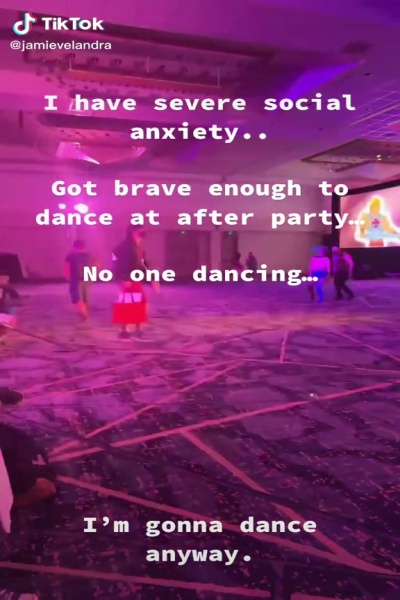 TikTok
@jamievelandra
I have severe social
anxiety..
Got brave enough to
dance at after party…
No one dancing…
I’m gonna dance
anyway.